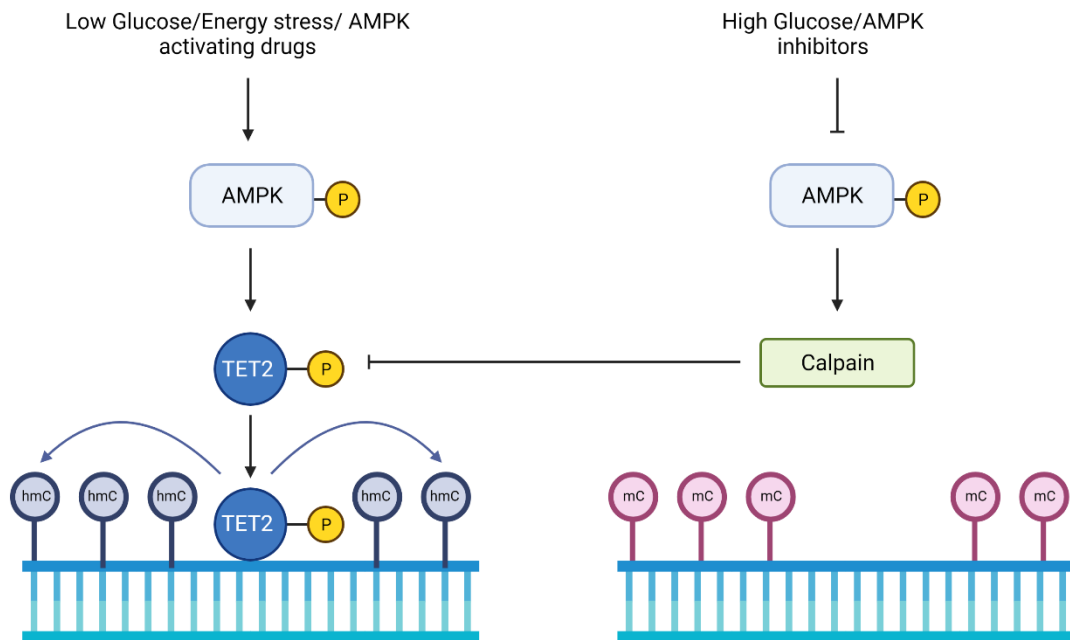 Low Glucose/Energy stress/ AMPK
activating drugs
High Glucose/AMPK
inhibitors
AMPK
P
AMPK
P
TET2
P
Calpain
hmC
hmC
hmC
TET2
P
hmC
hmC
mC
mC
mC
mC
mC